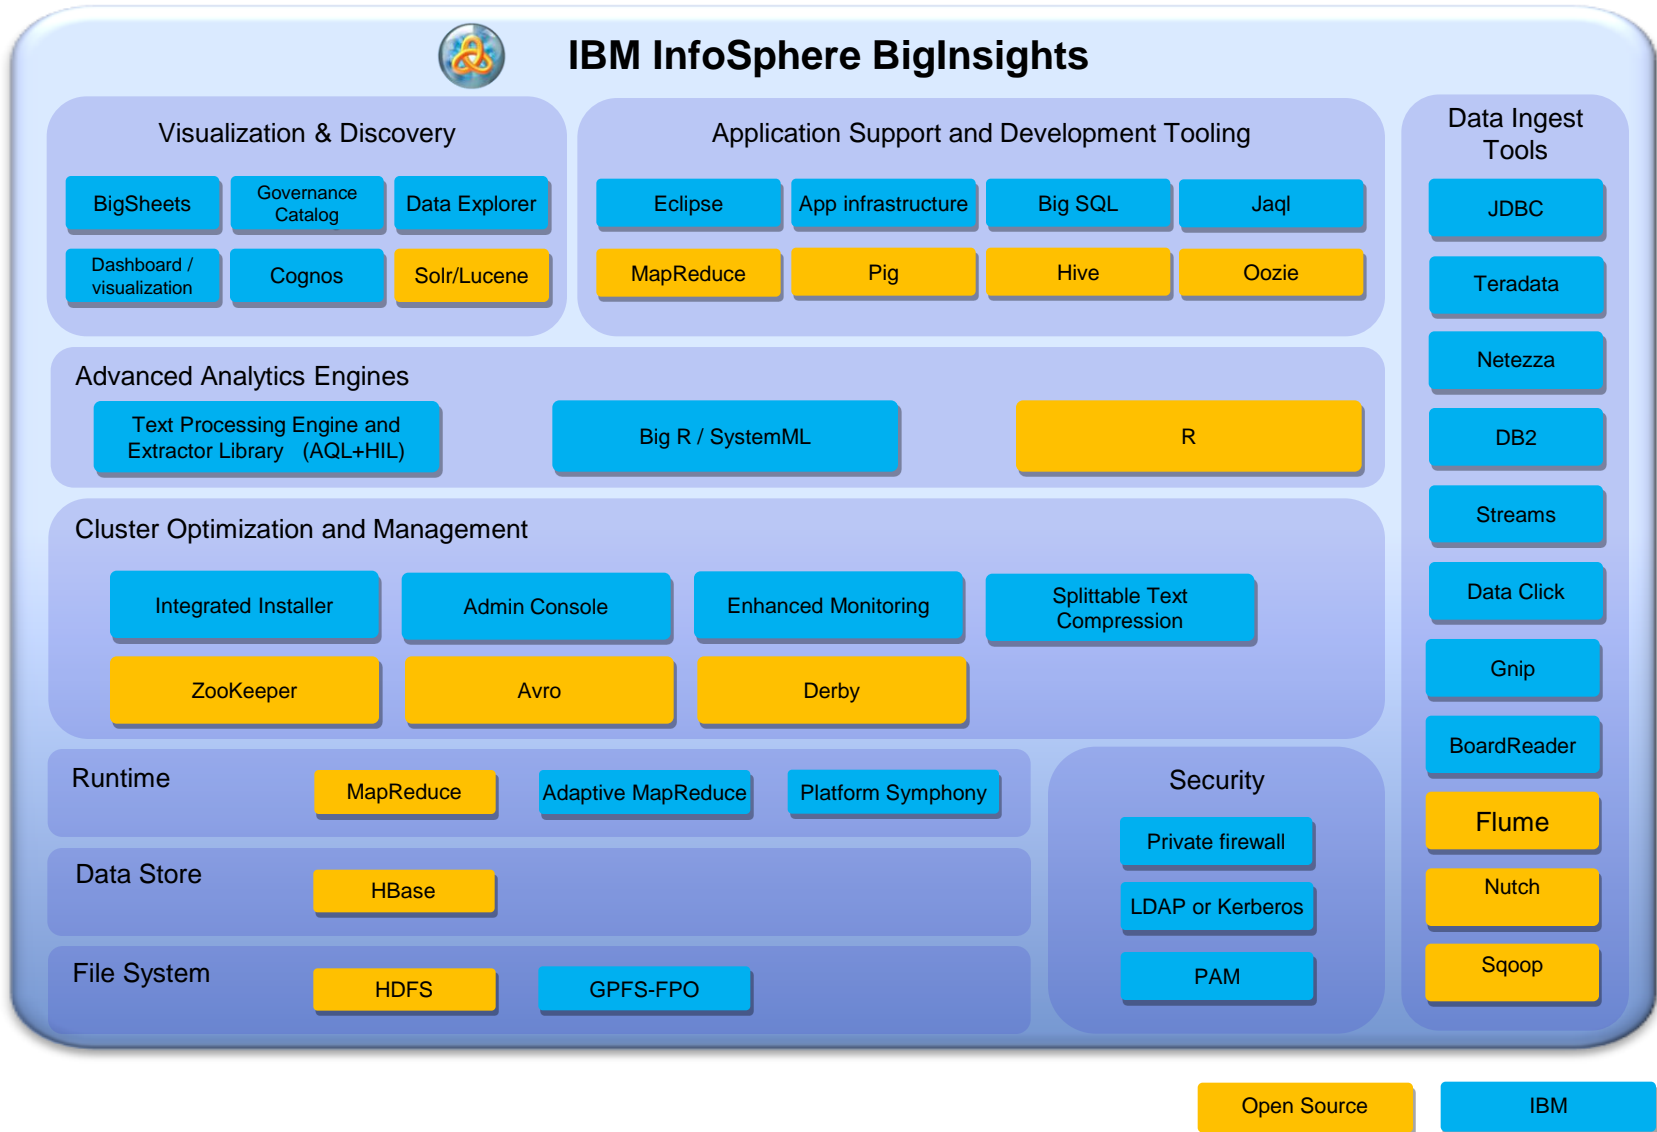 IBM InfoSphere BigInsights
Visualization & Discovery
BigSheets
Governance
Catalog
Data Explorer
Dashboard /
visualization
Cognos
Solr/Lucene
Application Support and Development Tooling
Eclipse
App infrastructure
Big SQL
Jaql
MapReduce
Pig
Hive
Oozie
Data Ingest
Tools
JDBC
Teradata
Netezza
DB2
Streams
Data Click
Gnip
BoardReader
Flume
Nutch
Sqoop
Advanced Analytics Engines
Text Processing Engine and
Extractor Library (AQL+HIL)
Big R / SystemML
R
Cluster Optimization and Management
Integrated Installer
Admin Console
Enhanced Monitoring
Splittable Text
Compression
ZooKeeper
Avro
Derby
Runtime
MapReduce
Adaptive MapReduce
Platform Symphony
Data Store
HBase
File System
HDFS
GPFS-FPO
Security
Private firewall
LDAP or Kerberos
PAM
Open Source
IBM